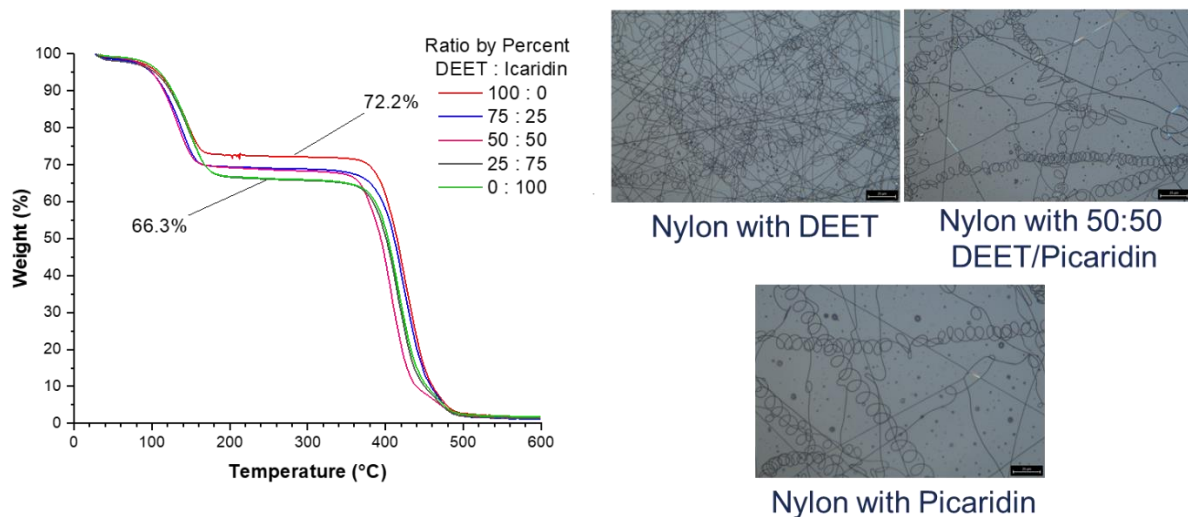 Ratio by Percent
DEET : Icaridin
100 : 0
75 : 25
50 : 50
25 : 75
0 : 100
72.2%
66.3%
Weight (%)
100
90
80
70
60
50
40
30
20
10
0
0 100 200 300 400 500 600
Temperature (°C)
Nylon with DEET
Nylon with 50:50
DEET/Picaridin
Nylon with Picaridin